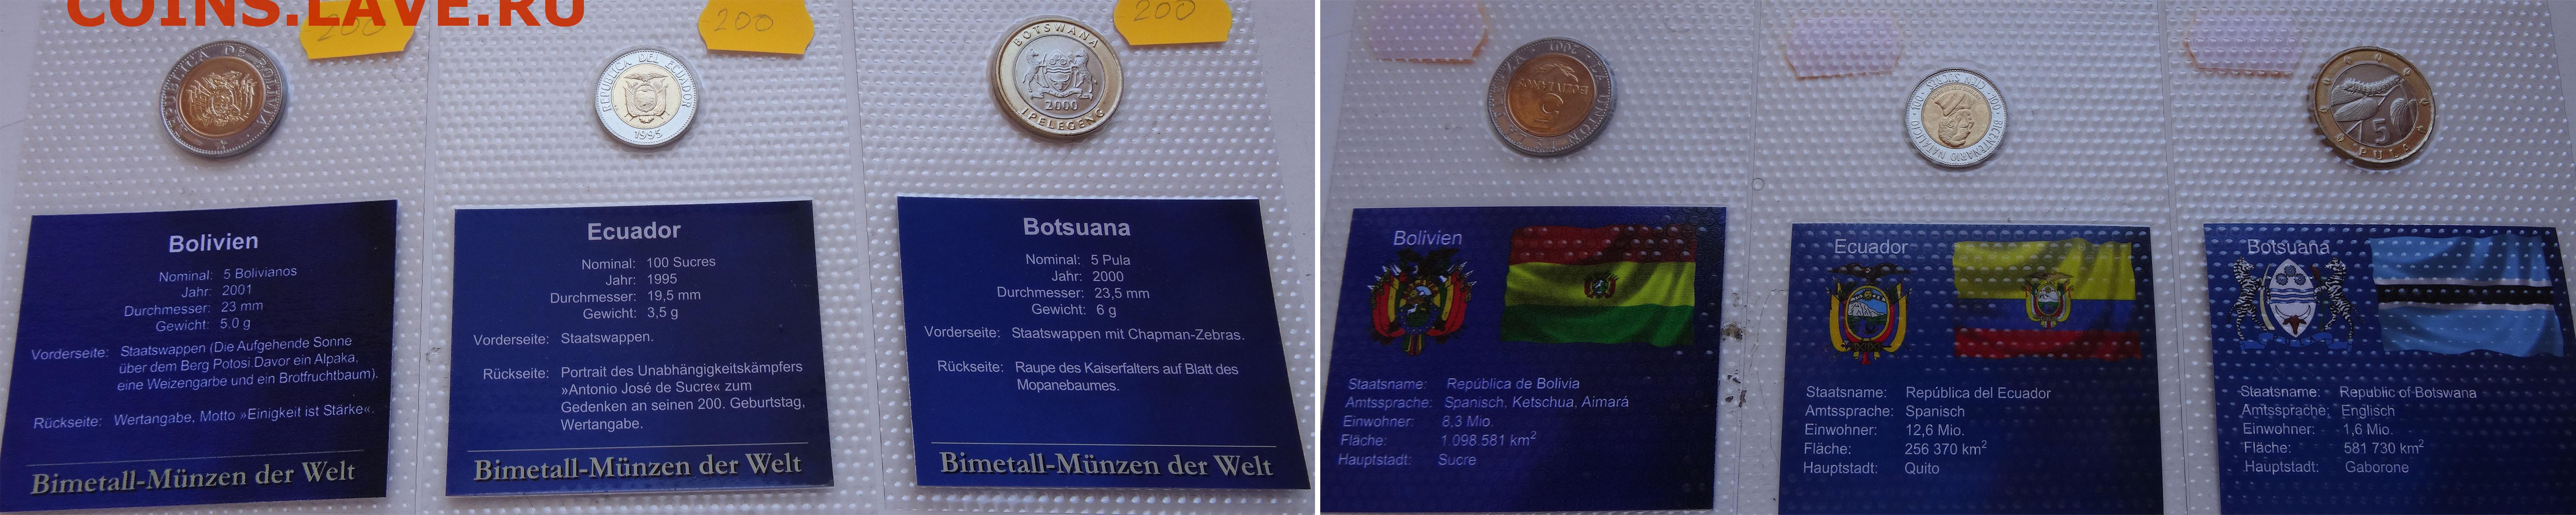 COINS.LAVE.RU
200
200
200
REPUBLICA DE BOLIVIA
REPUBLICA DEL ECUADOR
1995
BOTSWANA
2000
IPELEGENG
Bolivien
Nominal: 5 Bolivianos
Jahr: 2001
Durchmesser: 23 mm
Gewicht: 5.0 g
Vorderseite: Staatswappen (Die Aufgehende Sonne
über dem Berg Potosi.Davor ein Alpaka,
eine Weizengarbe und ein Brotfruchtbaum).
Rückseite: Wertangabe, Motto »Einigkeit ist Stärke«.
Bimetall-Münzen der Welt
Ecuador
Nominal: 100 Sucres
Jahr: 1995
Durchmesser: 19,5 mm
Gewicht: 3,5 g
Vorderseite: Staatswappen.
Rückseite: Portrait des Unabhängigkeitskämpfers
»Antonio José de Sucre« zum
Gedenken an seinen 200. Geburtstag,
Wertangabe.
Bimetall-Münzen der Welt
Botsuana
Nominal: 5 Pula
Jahr: 2000
Durchmesser: 23,5 mm
Gewicht: 6 g
Vorderseite: Staatswappen mit Chapman-Zebras.
Rückseite: Raupe des Kaiserfalters auf Blatt des
Mopanebaumes.
Bimetall-Münzen der Welt
2001
BOLIVIANOS
100 CIEN SUCRES 100
BICENTENARIO NATALICIO
5
PULA
Bolivien
Staatsname: República de Bolivia
Amtssprache: Spanisch, Ketschua, Aimará
Einwohner: 8,3 Mio.
Fläche: 1.098.581 km²
Hauptstadt: Sucre
Ecuador
Staatsname: República del Ecuador
Amtssprache: Spanisch
Einwohner: 12,6 Mio.
Fläche: 256 370 km²
Hauptstadt: Quito
Botsuana
Staatsname: Republic of Botswana
Amtssprache: Englisch
Einwohner: 1,6 Mio.
Fläche: 581 730 km²
Hauptstadt: Gaborone